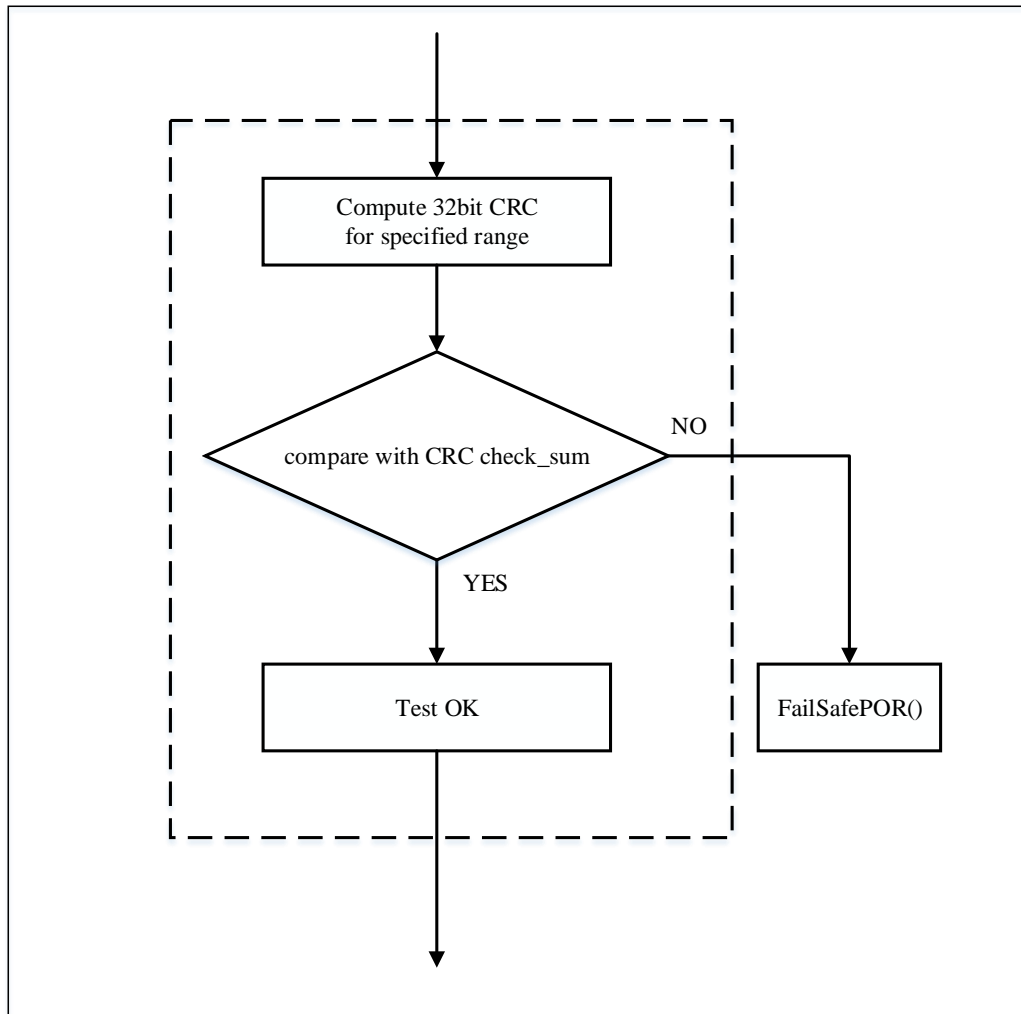 Compute 32bit CRC
for specified range
NO
compare with CRC check_sum
YES
Test OK
FailSafePOR()